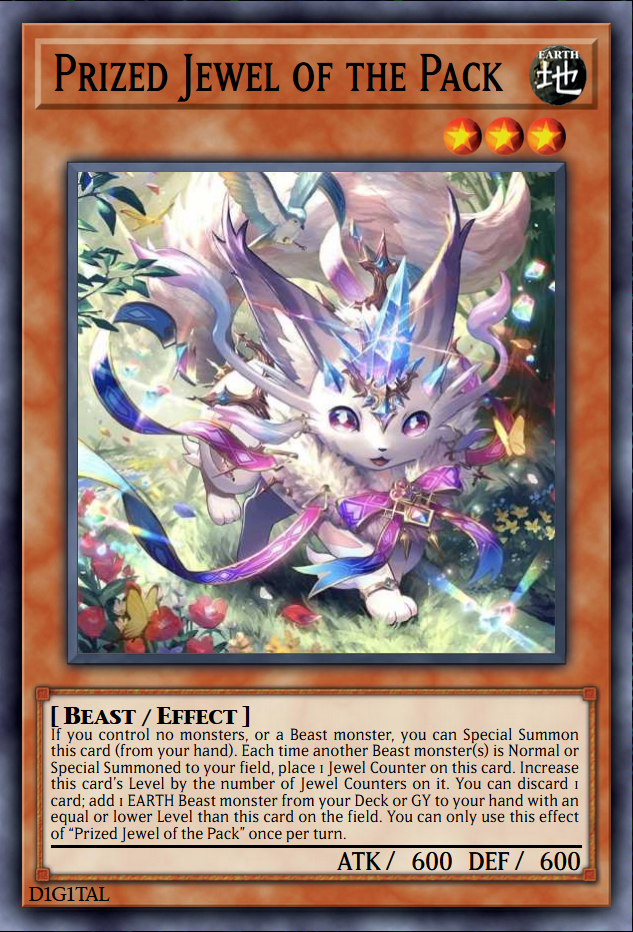 Prized Jewel of the Pack
EARTH
地
[ Beast / Effect ]
If you control no monsters, or a Beast monster, you can Special Summon
this card (from your hand). Each time another Beast monster(s) is Normal or
Special Summoned to your field, place 1 Jewel Counter on this card. Increase
this card's Level by the number of Jewel Counters on it. You can discard 1
card; add 1 EARTH Beast monster from your Deck or GY to your hand with an
equal or lower Level than this card on the field. You can only use this effect
of “Prized Jewel of the Pack” once per turn.
ATK / 600 DEF / 600
D1G1TAL